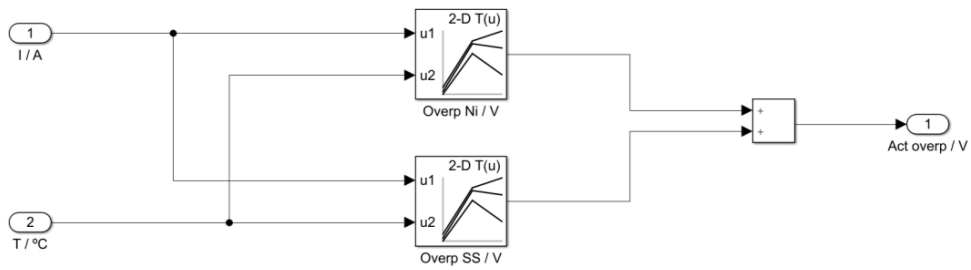 1
I / A
2-D T(u)
u1
u2
Overp Ni / V
+
+
1
Act overp / V
2-D T(u)
u1
u2
Overp SS / V
2
T / ºC